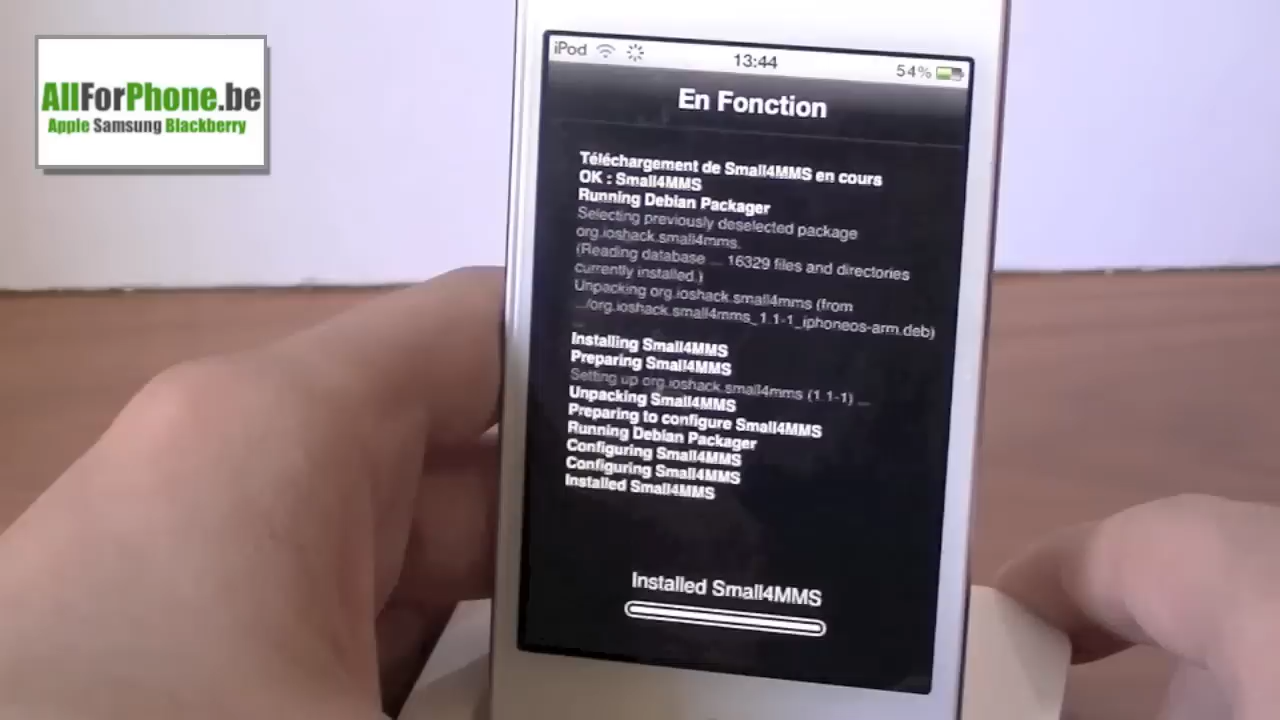 AllForPhone.be
Apple Samsung Blackberry
iPod 13:44 54%
En Fonction
Téléchargement de Small4MMS en cours
OK : Small4MMS
Running Debian Packager
Selecting previously deselected package
org.ioshack.small4mms.
(Reading database ... 16329 files and directories
currently installed.)
Unpacking org.ioshack.small4mms (from
.../org.ioshack.small4mms_1.1-1_iphoneos-arm.deb)
...
Installing Small4MMS
Preparing Small4MMS
Setting up org.ioshack.small4mms (1.1-1) ...
Unpacking Small4MMS
Preparing to configure Small4MMS
Running Debian Packager
Configuring Small4MMS
Configuring Small4MMS
Installed Small4MMS
Installed Small4MMS